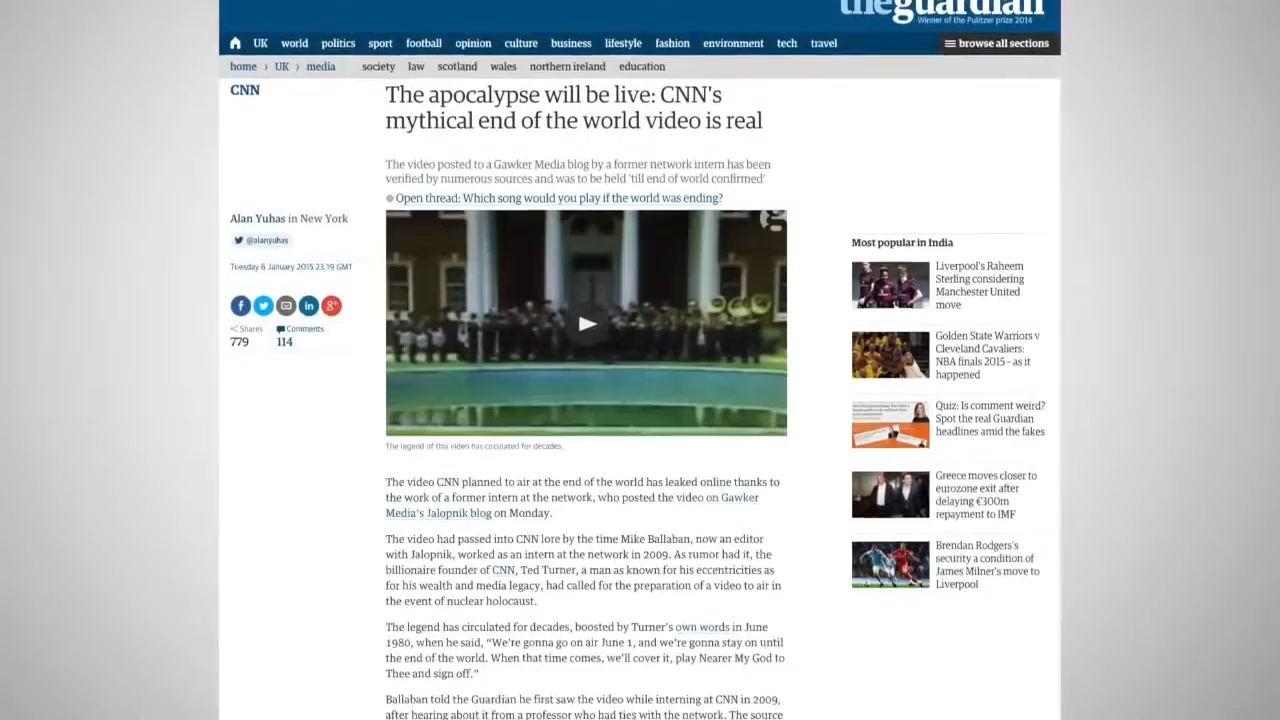 theguardian
Winner of the Pulitzer prize 2014
UK world politics sport football opinion culture business lifestyle fashion environment tech travel browse all sections
home › UK › media society law scotland wales northern ireland education
CNN
The apocalypse will be live: CNN's
mythical end of the world video is real
The video posted to a Gawker Media blog by a former network intern has been
verified by numerous sources and was to be held 'till end of world confirmed'
Open thread: Which song would you play if the world was ending?
Alan Yuhas in New York
@alanyuhas
Tuesday 6 January 2015 23.19 GMT
Shares
779
Comments
114
The legend of this video has circulated for decades.
The video CNN planned to air at the end of the world has leaked online thanks to
the work of a former intern at the network, who posted the video on Gawker
Media's Jalopnik blog on Monday.
The video had passed into CNN lore by the time Mike Ballaban, now an editor
with Jalopnik, worked as an intern at the network in 2009. As rumor had it, the
billionaire founder of CNN, Ted Turner, a man as known for his eccentricities as
for his wealth and media legacy, had called for the preparation of a video to air in
the event of nuclear holocaust.
The legend has circulated for decades, boosted by Turner's own words in June
1980, when he said, “We're gonna go on air June 1, and we're gonna stay on until
the end of the world. When that time comes, we'll cover it, play Nearer My God to
Thee and sign off.”
Ballaban told the Guardian he first saw the video while interning at CNN in 2009,
after hearing about it from a professor who had ties with the network. The source
Most popular in India
Liverpool's Raheem
Sterling considering
Manchester United
move
Golden State Warriors v
Cleveland Cavaliers:
NBA finals 2015 – as it
happened
Quiz: Is comment weird?
Spot the real Guardian
headlines amid the fakes
Greece moves closer to
eurozone exit after
delaying €300m
repayment to IMF
Brendan Rodgers's
security a condition of
James Milner's move to
Liverpool